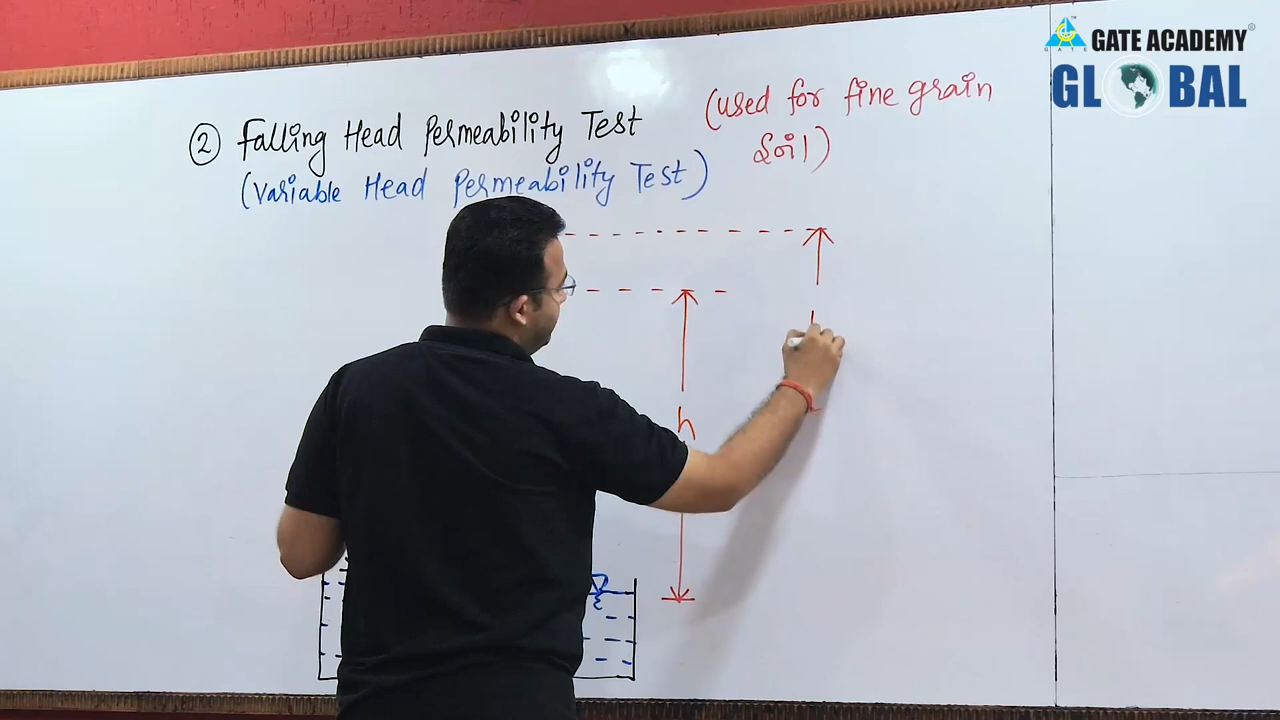 GATE ACADEMY
GLOBAL
② Falling Head Permeability Test (used for fine grain
Soil)
(Variable Head Permeability Test)
h